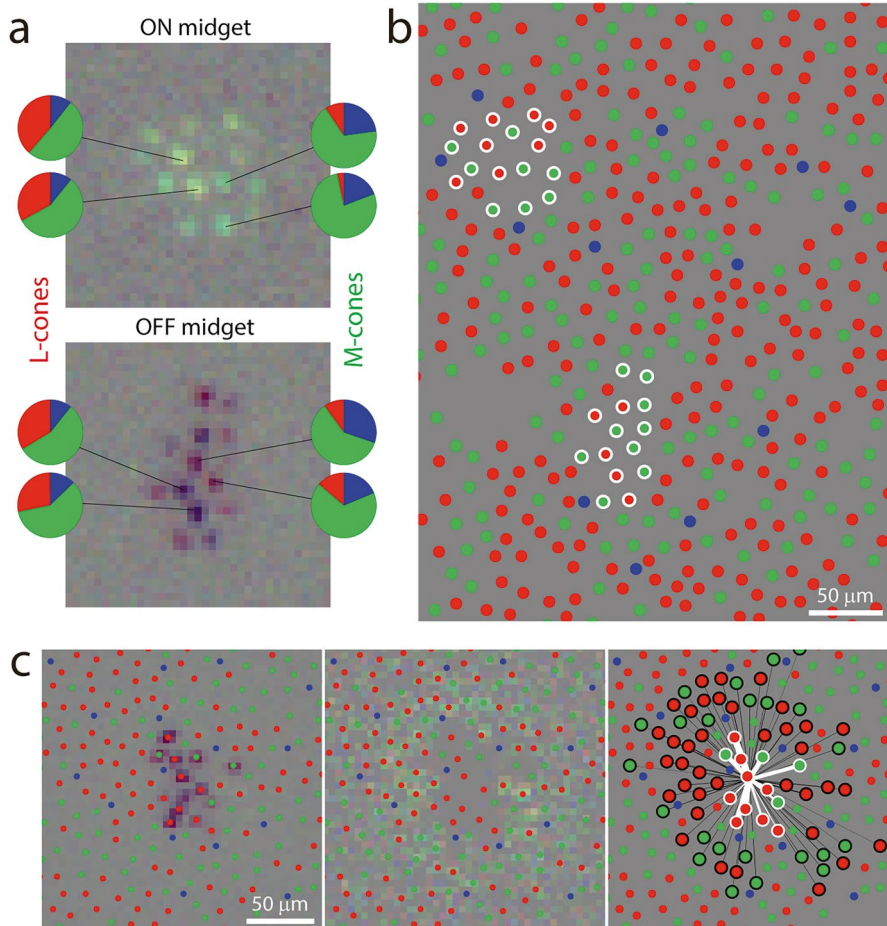 a
ON midget
L-cones
M-cones
OFF midget
b
50 μm
c
50 μm